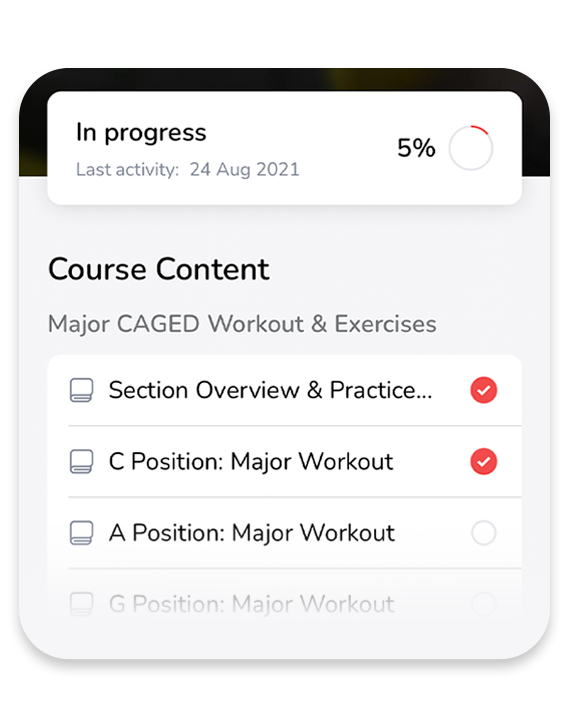 In progress
5%
Last activity: 24 Aug 2021
Course Content
Major CAGED Workout & Exercises
Section Overview & Practice...
C Position: Major Workout
A Position: Major Workout
G Position: Major Workout